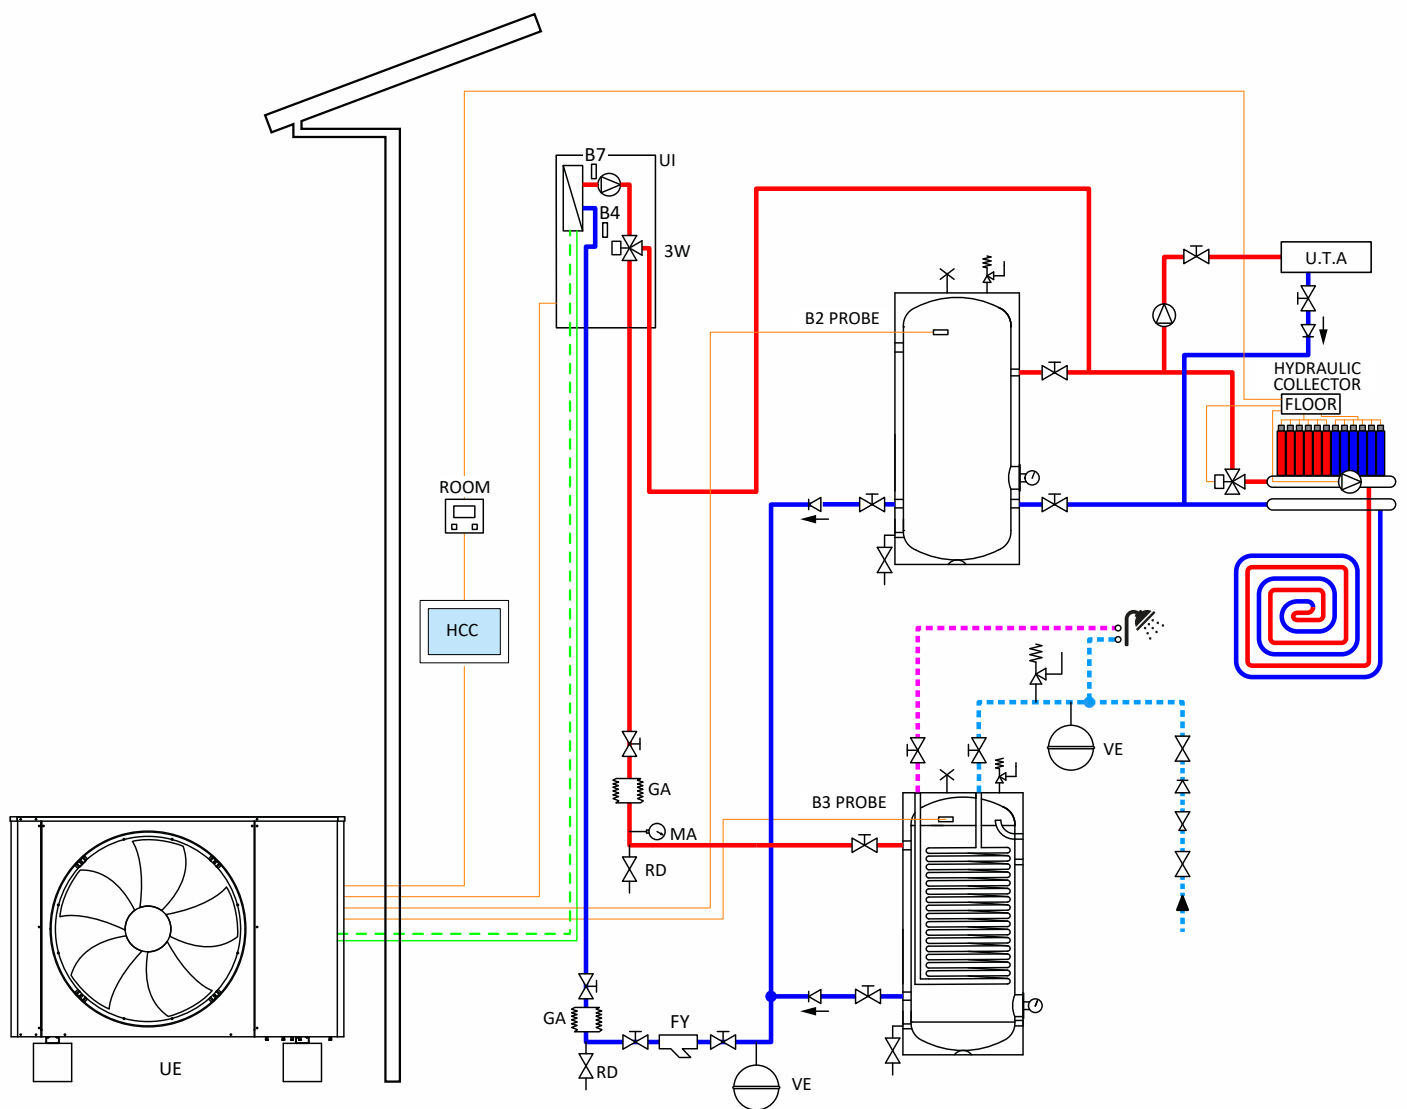 B7
UI
B4
3W
U.T.A
B2 PROBE
HYDRAULIC
COLLECTOR
FLOOR
ROOM
HCC
VE
GA
B3 PROBE
MA
RD
GA
FY
UE
RD
VE